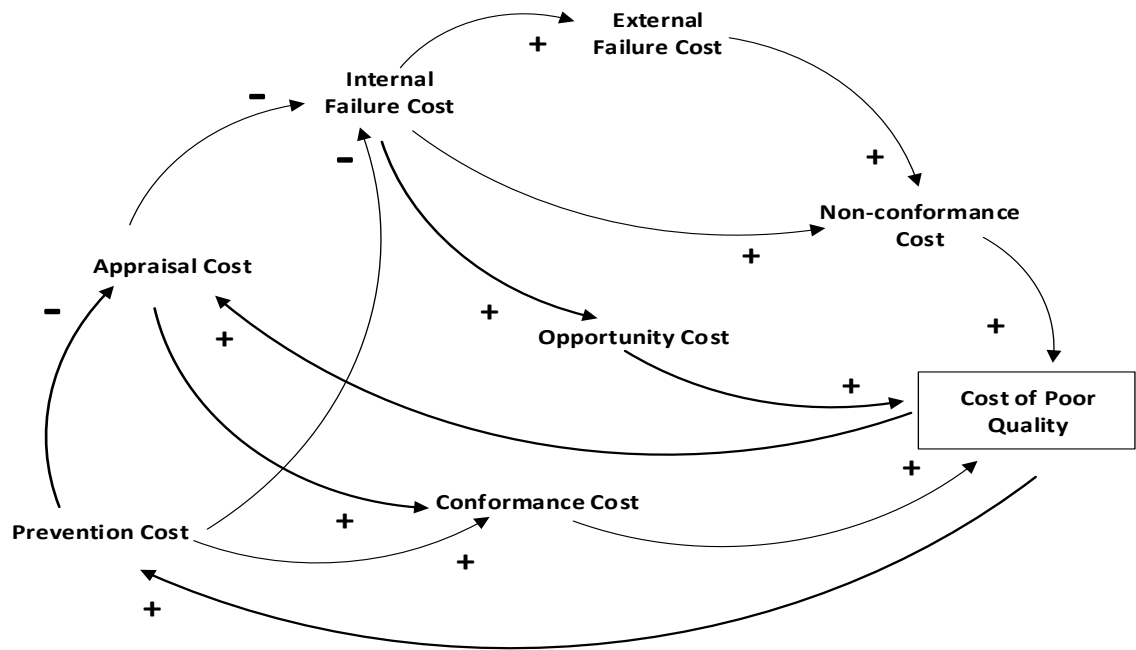 External
Failure Cost
+
Internal
Failure Cost
-
-
+
Non-conformance
Cost
+
Appraisal Cost
-
+
+
Opportunity Cost
+
+
Cost of Poor
Quality
+
Conformance Cost
+
Prevention Cost
+
+